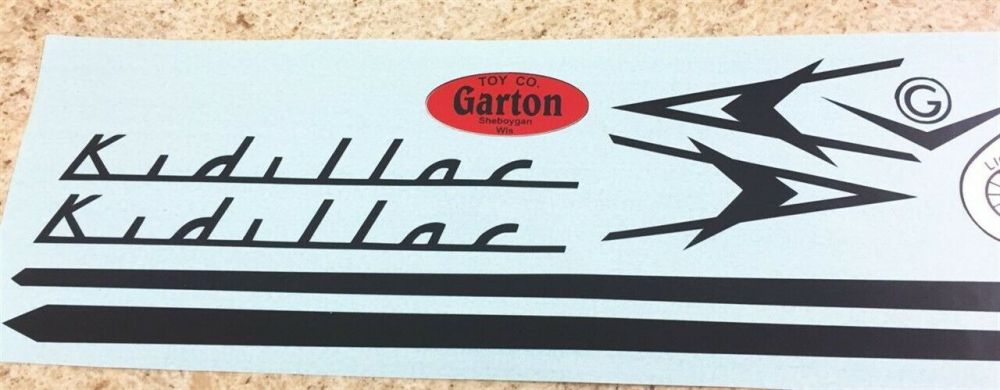 TOY CO.
Garton
Sheboygan
Wis
G
Kidillac
Kidillac